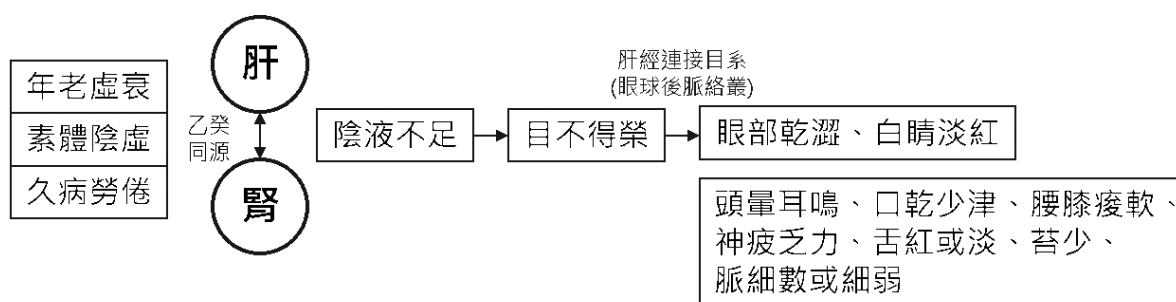 年老虛衰
素體陰虛
久病勞倦
肝
乙癸
同源
腎
陰液不足
目不得榮
肝經連接目系
(眼球後脈絡叢)
眼部乾澀、白睛淡紅
頭暈耳鳴、口乾少津、腰膝痠軟、
神疲乏力、舌紅或淡、苔少、
脈細數或細弱